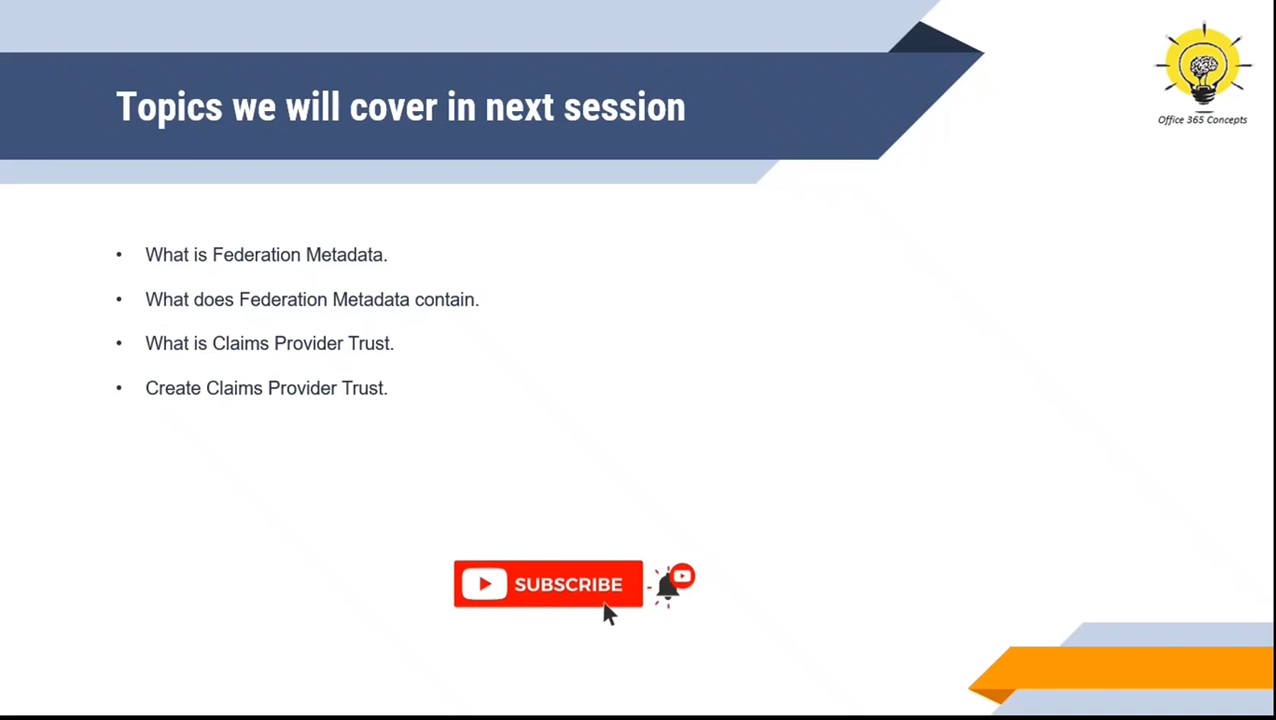 Topics we will cover in next session
Office 365 Concepts
• What is Federation Metadata.
• What does Federation Metadata contain.
• What is Claims Provider Trust.
• Create Claims Provider Trust.
SUBSCRIBE